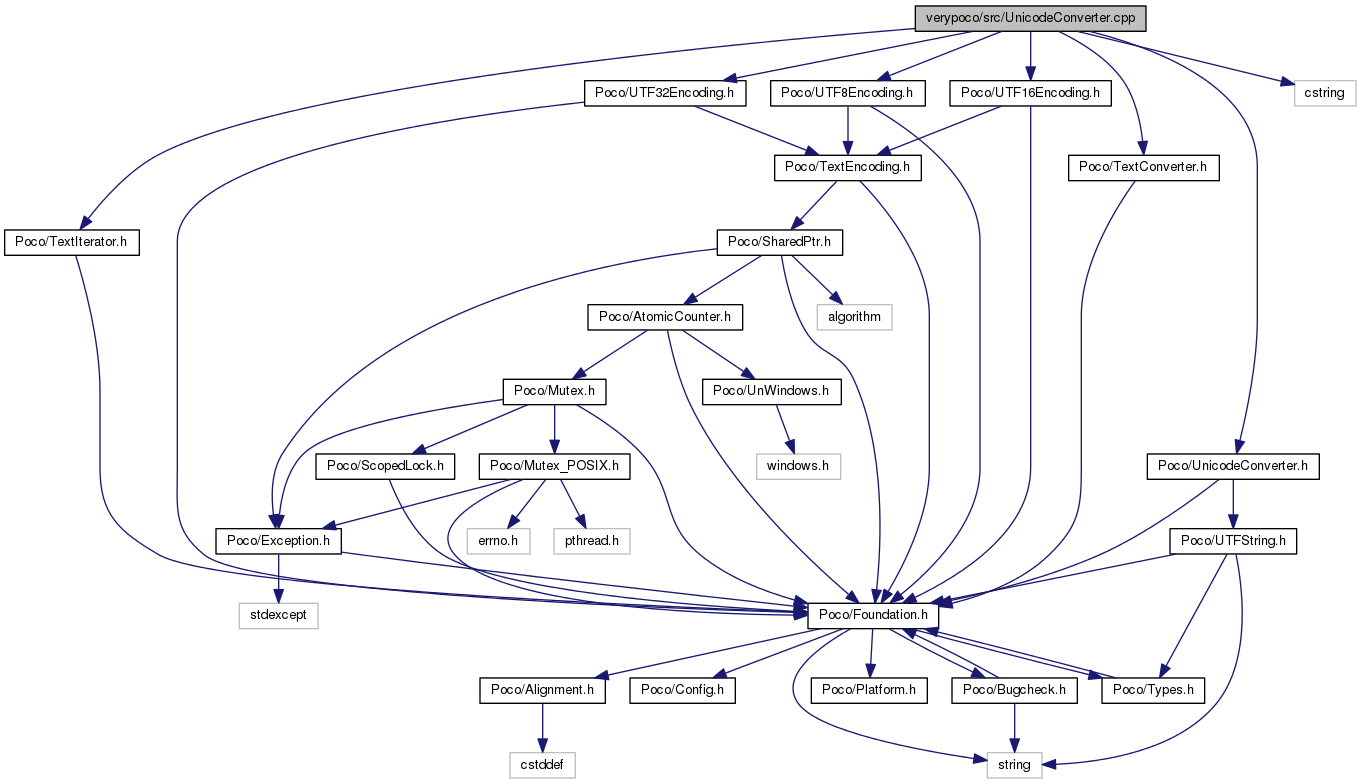 verypoco/src/UnicodeConverter.cpp
Poco/UTF32Encoding.h
Poco/UTF8Encoding.h
Poco/UTF16Encoding.h
cstring
Poco/TextEncoding.h
Poco/TextConverter.h
Poco/TextIterator.h
Poco/SharedPtr.h
Poco/AtomicCounter.h
algorithm
Poco/Mutex.h
Poco/UnWindows.h
Poco/ScopedLock.h
Poco/Mutex_POSIX.h
windows.h
Poco/UnicodeConverter.h
Poco/Exception.h
errno.h
pthread.h
Poco/UTFString.h
stdexcept
Poco/Foundation.h
Poco/Alignment.h
Poco/Config.h
Poco/Platform.h
Poco/Bugcheck.h
Poco/Types.h
cstddef
string